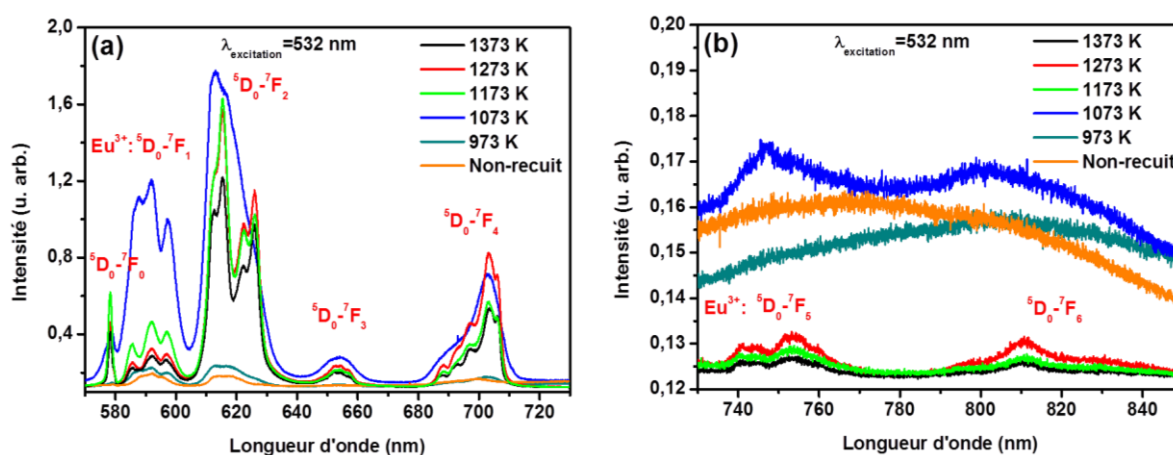 (a)
λexcitation=532 nm
1373 K
1273 K
1173 K
1073 K
973 K
Non-recuit
⁵D₀-⁷F₂
Eu³⁺: ⁵D₀-⁷F₁
⁵D₀-⁷F₀
⁵D₀-⁷F₃
⁵D₀-⁷F₄
Intensité (u. arb.)
2,0
1,6
1,2
0,8
0,4
580 600 620 640 660 680 700 720
Longueur d'onde (nm)
(b)
λexcitation=532 nm
1373 K
1273 K
1173 K
1073 K
973 K
Non-recuit
Eu³⁺: ⁵D₀-⁷F₅
⁵D₀-⁷F₆
Intensité (u. arb.)
0,20
0,19
0,18
0,17
0,16
0,15
0,14
0,13
0,12
740 760 780 800 820 840
Longueur d'onde (nm)